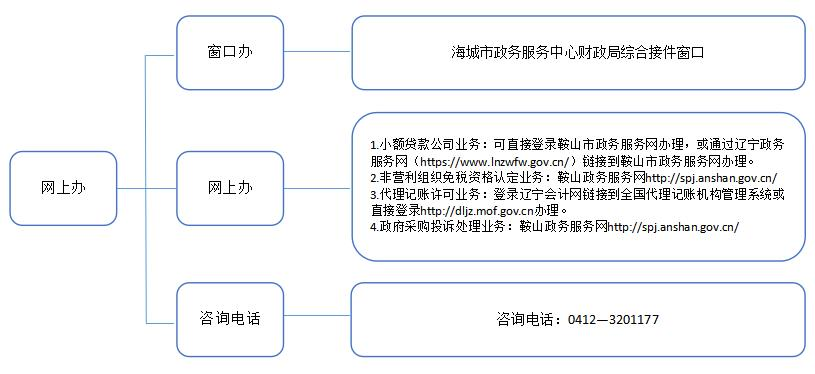 窗口办
海城市政务服务中心财政局综合接件窗口
网上办
网上办
1.小额贷款公司业务：可直接登录鞍山市政务服务网办理，或通过辽宁政务
服务网（https://www.lnzwfw.gov.cn/）链接到鞍山市政务服务网办理。
2.非营利组织免税资格认定业务：鞍山政务服务网http://spj.anshan.gov.cn/
3.代理记账许可业务：登录辽宁会计网链接到全国代理记账机构管理系统或
直接登录http://dljz.mof.gov.cn办理。
4.政府采购投诉处理业务：鞍山政务服务网http://spj.anshan.gov.cn/
咨询电话
咨询电话：0412—3201177